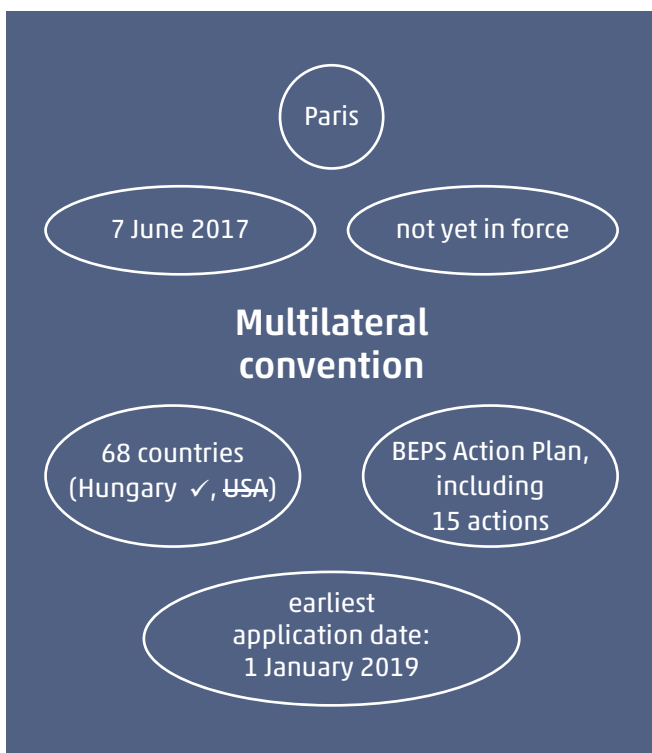 Paris
7 June 2017
not yet in force
Multilateral
convention
68 countries
(Hungary ✓, USA)
BEPS Action Plan,
including
15 actions
earliest
application date:
1 January 2019